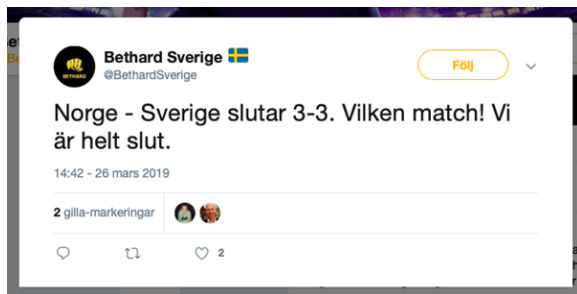 Bethard Sverige
@BethardSverige
BETHARD
Följ
Norge - Sverige slutar 3-3. Vilken match! Vi
är helt slut.
14:42 - 26 mars 2019
2 gilla-markeringar
2